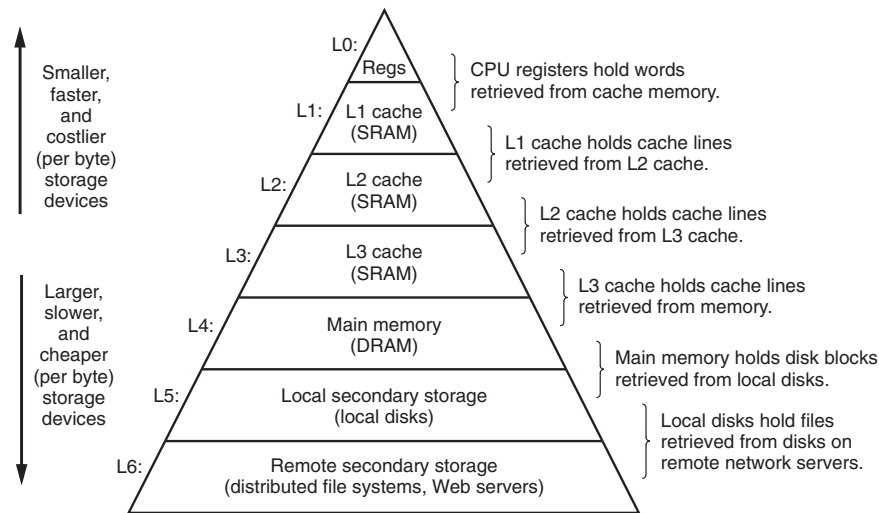 Smaller,
faster,
and
costlier
(per byte)
storage
devices
Larger,
slower,
and
cheaper
(per byte)
storage
devices
L0:
Regs
CPU registers hold words
retrieved from cache memory.
L1:
L1 cache
(SRAM)
L1 cache holds cache lines
retrieved from L2 cache.
L2:
L2 cache
(SRAM)
L2 cache holds cache lines
retrieved from L3 cache.
L3:
L3 cache
(SRAM)
L3 cache holds cache lines
retrieved from memory.
L4:
Main memory
(DRAM)
Main memory holds disk blocks
retrieved from local disks.
L5:
Local secondary storage
(local disks)
Local disks hold files
retrieved from disks on
remote network servers.
L6:
Remote secondary storage
(distributed file systems, Web servers)